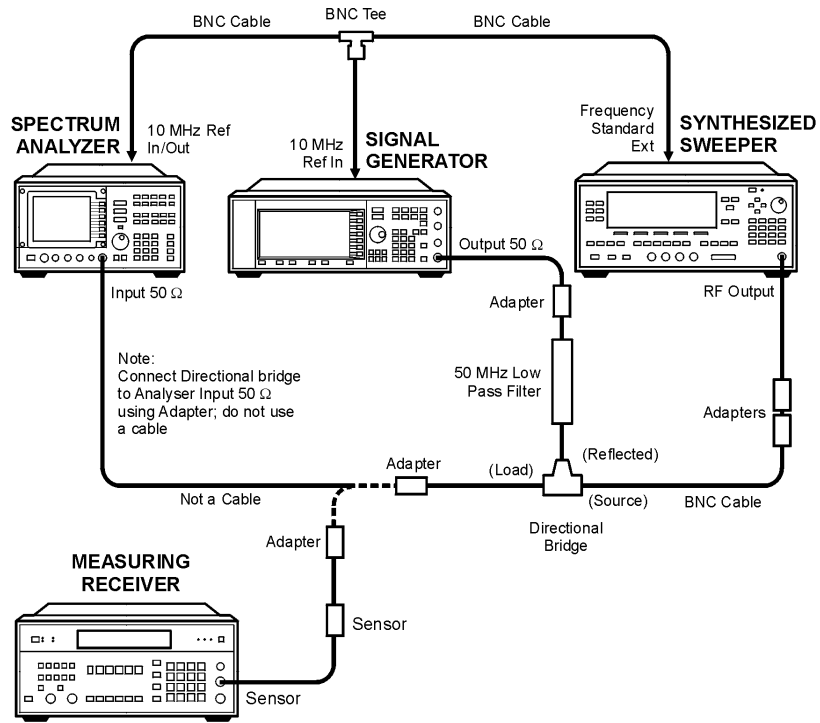 BNC Cable
BNC Tee
BNC Cable
SPECTRUM
ANALYZER
10 MHz Ref
In/Out
10 MHz
Ref In
SIGNAL
GENERATOR
Frequency
Standard
Ext
SYNTHESIZED
SWEEPER
Input 50 Ω
Output 50 Ω
RF Output
Adapter
Note:
Connect Directional bridge
to Analyser Input 50 Ω
using Adapter; do not use
a cable
50 MHz Low
Pass Filter
Adapters
Adapter
(Load)
(Reflected)
Not a Cable
(Source)
BNC Cable
Directional
Bridge
Adapter
MEASURING
RECEIVER
Sensor
Sensor